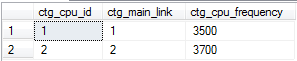 ctg_cpu_id ctg_main_link ctg_cpu_frequency
1 1 1 3500
2 2 2 3700